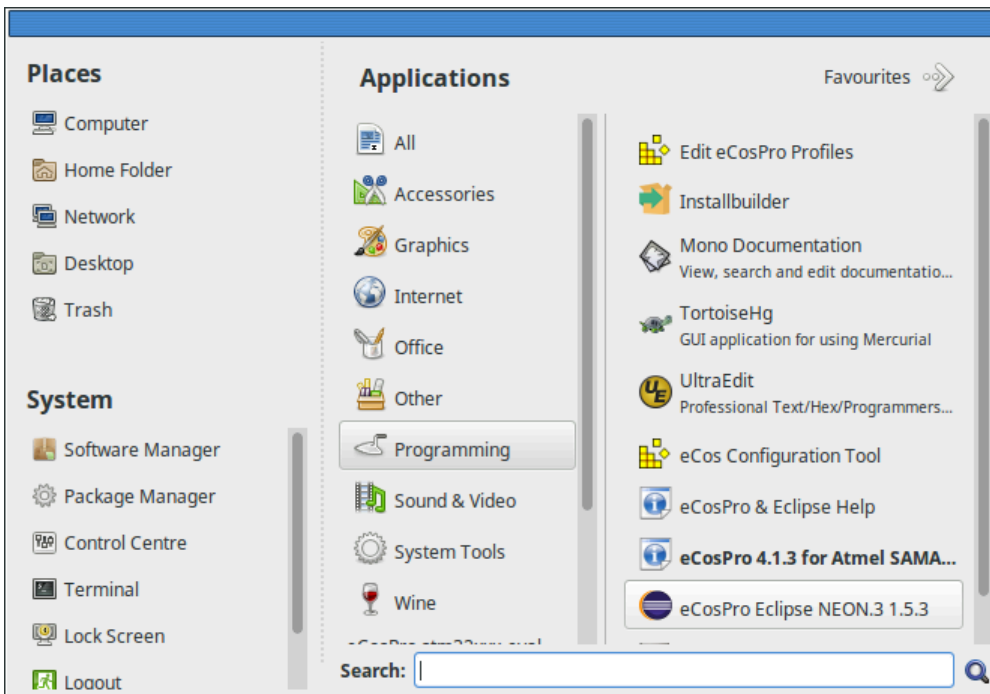 Places
Computer
Home Folder
Network
Desktop
Trash
System
Software Manager
Package Manager
Control Centre
Terminal
Lock Screen
Logout
Applications
Favourites
All
Accessories
Graphics
Internet
Office
Other
Programming
Sound & Video
System Tools
Wine
Edit eCosPro Profiles
Installbuilder
Mono Documentation
View, search and edit documentatio...
TortoiseHg
GUI application for using Mercurial
UltraEdit
Professional Text/Hex/Programmers...
eCos Configuration Tool
eCosPro & Eclipse Help
eCosPro 4.1.3 for Atmel SAMA...
eCosPro Eclipse NEON.3 1.5.3
Search: